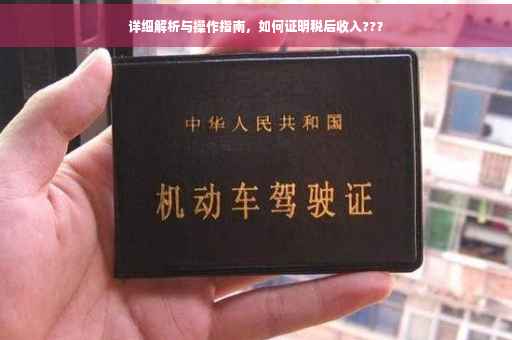 详细解析与操作指南，如何证明税后收入???
中华人民共和国
机动车驾驶证